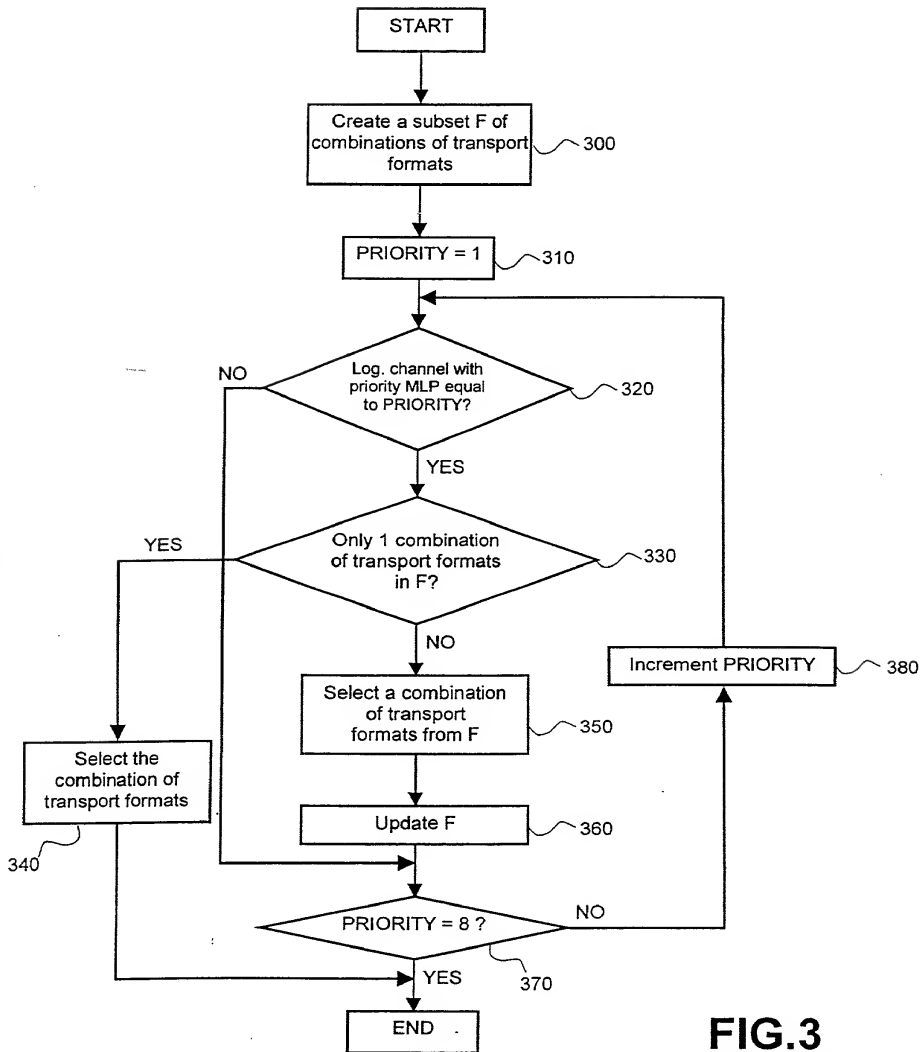 START
Create a subset F of
combinations of transport
formats
300
PRIORITY = 1
310
Log. channel with
priority MLP equal
to PRIORITY?
320
NO
YES
Only 1 combination
of transport formats
in F?
330
YES
NO
Select a combination
of transport
formats from F
350
Increment PRIORITY
380
Select the
combination of
transport formats
340
Update F
360
PRIORITY = 8 ?
370
NO
YES
END
FIG.3